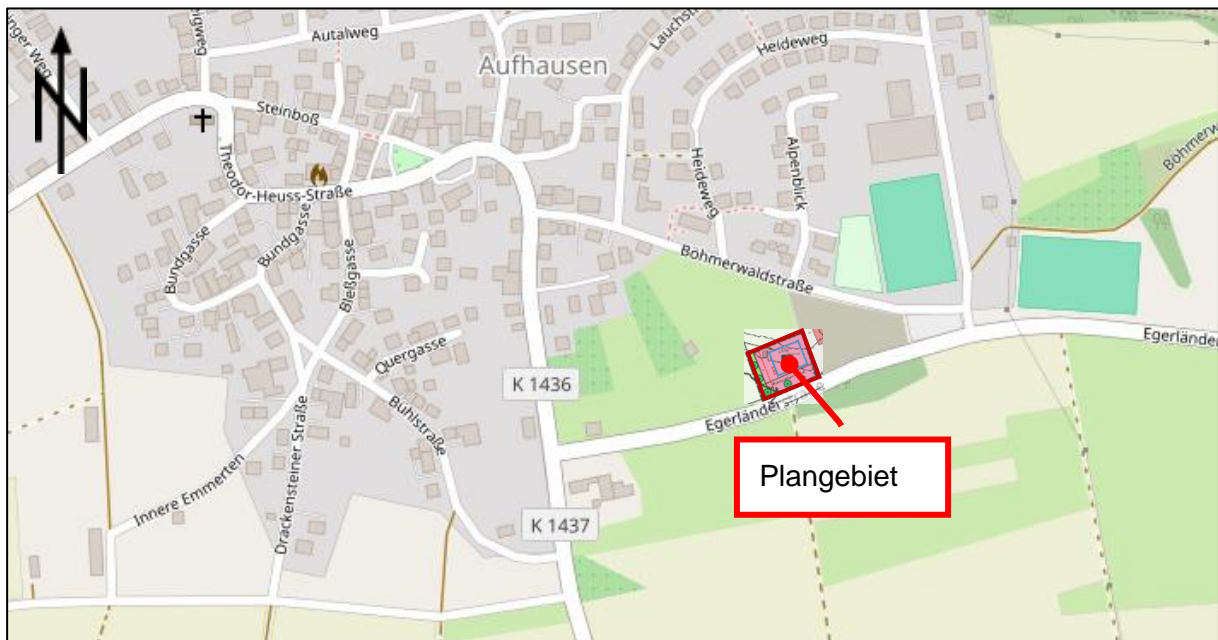 Autalweg
Aufhausen
Heideweg
Steinboß
Theodor-Heuss-Straße
Heideweg
Alpenblick
Bundgasse
Bundgasse
Bleßgasse
Böhmerwaldstraße
Quergasse
K 1436
Egerländer
Buhlstraße
Plangebiet
Innere Emmerten
Drackensteiner Straße
K 1437
N